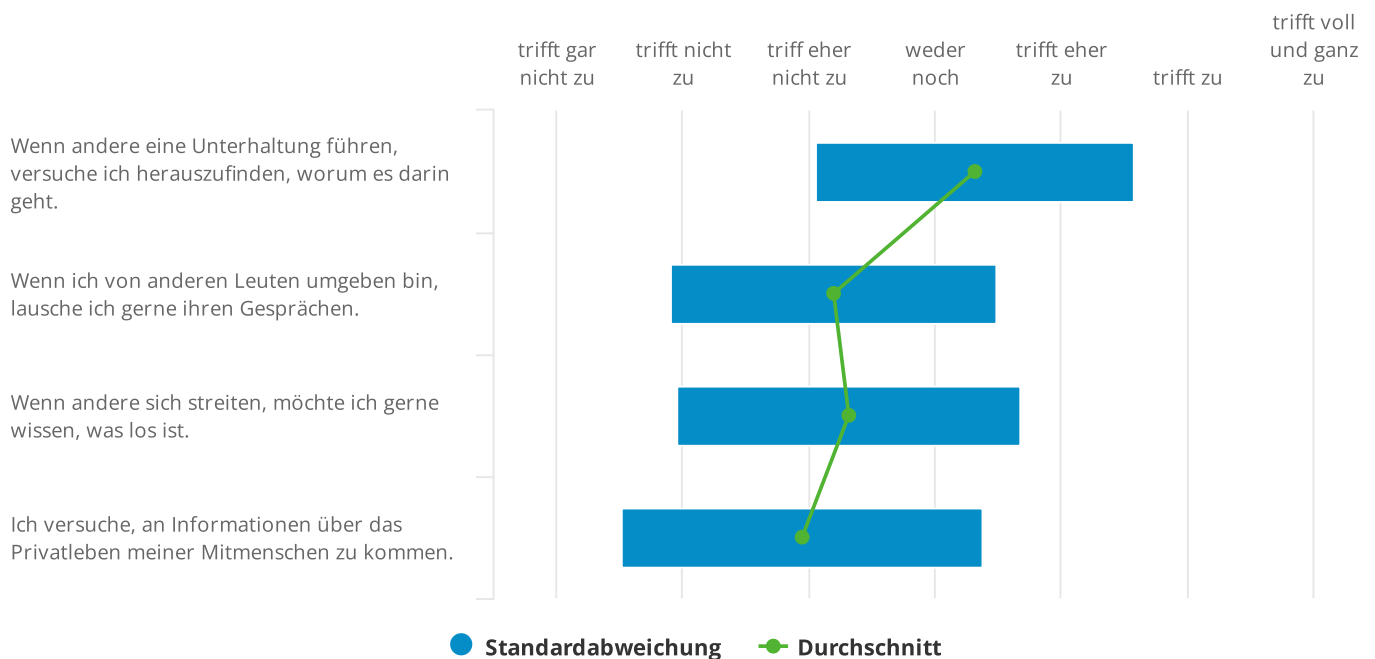 trifft gar
nicht zu
trifft nicht
zu
triff eher
nicht zu
weder
noch
trifft eher
zu
trifft zu
trifft voll
und ganz
zu
Wenn andere eine Unterhaltung führen,
versuche ich herauszufinden, worum es darin
geht.
Wenn ich von anderen Leuten umgeben bin,
lausche ich gerne ihren Gesprächen.
Wenn andere sich streiten, möchte ich gerne
wissen, was los ist.
Ich versuche, an Informationen über das
Privatleben meiner Mitmenschen zu kommen.
Standardabweichung
Durchschnitt